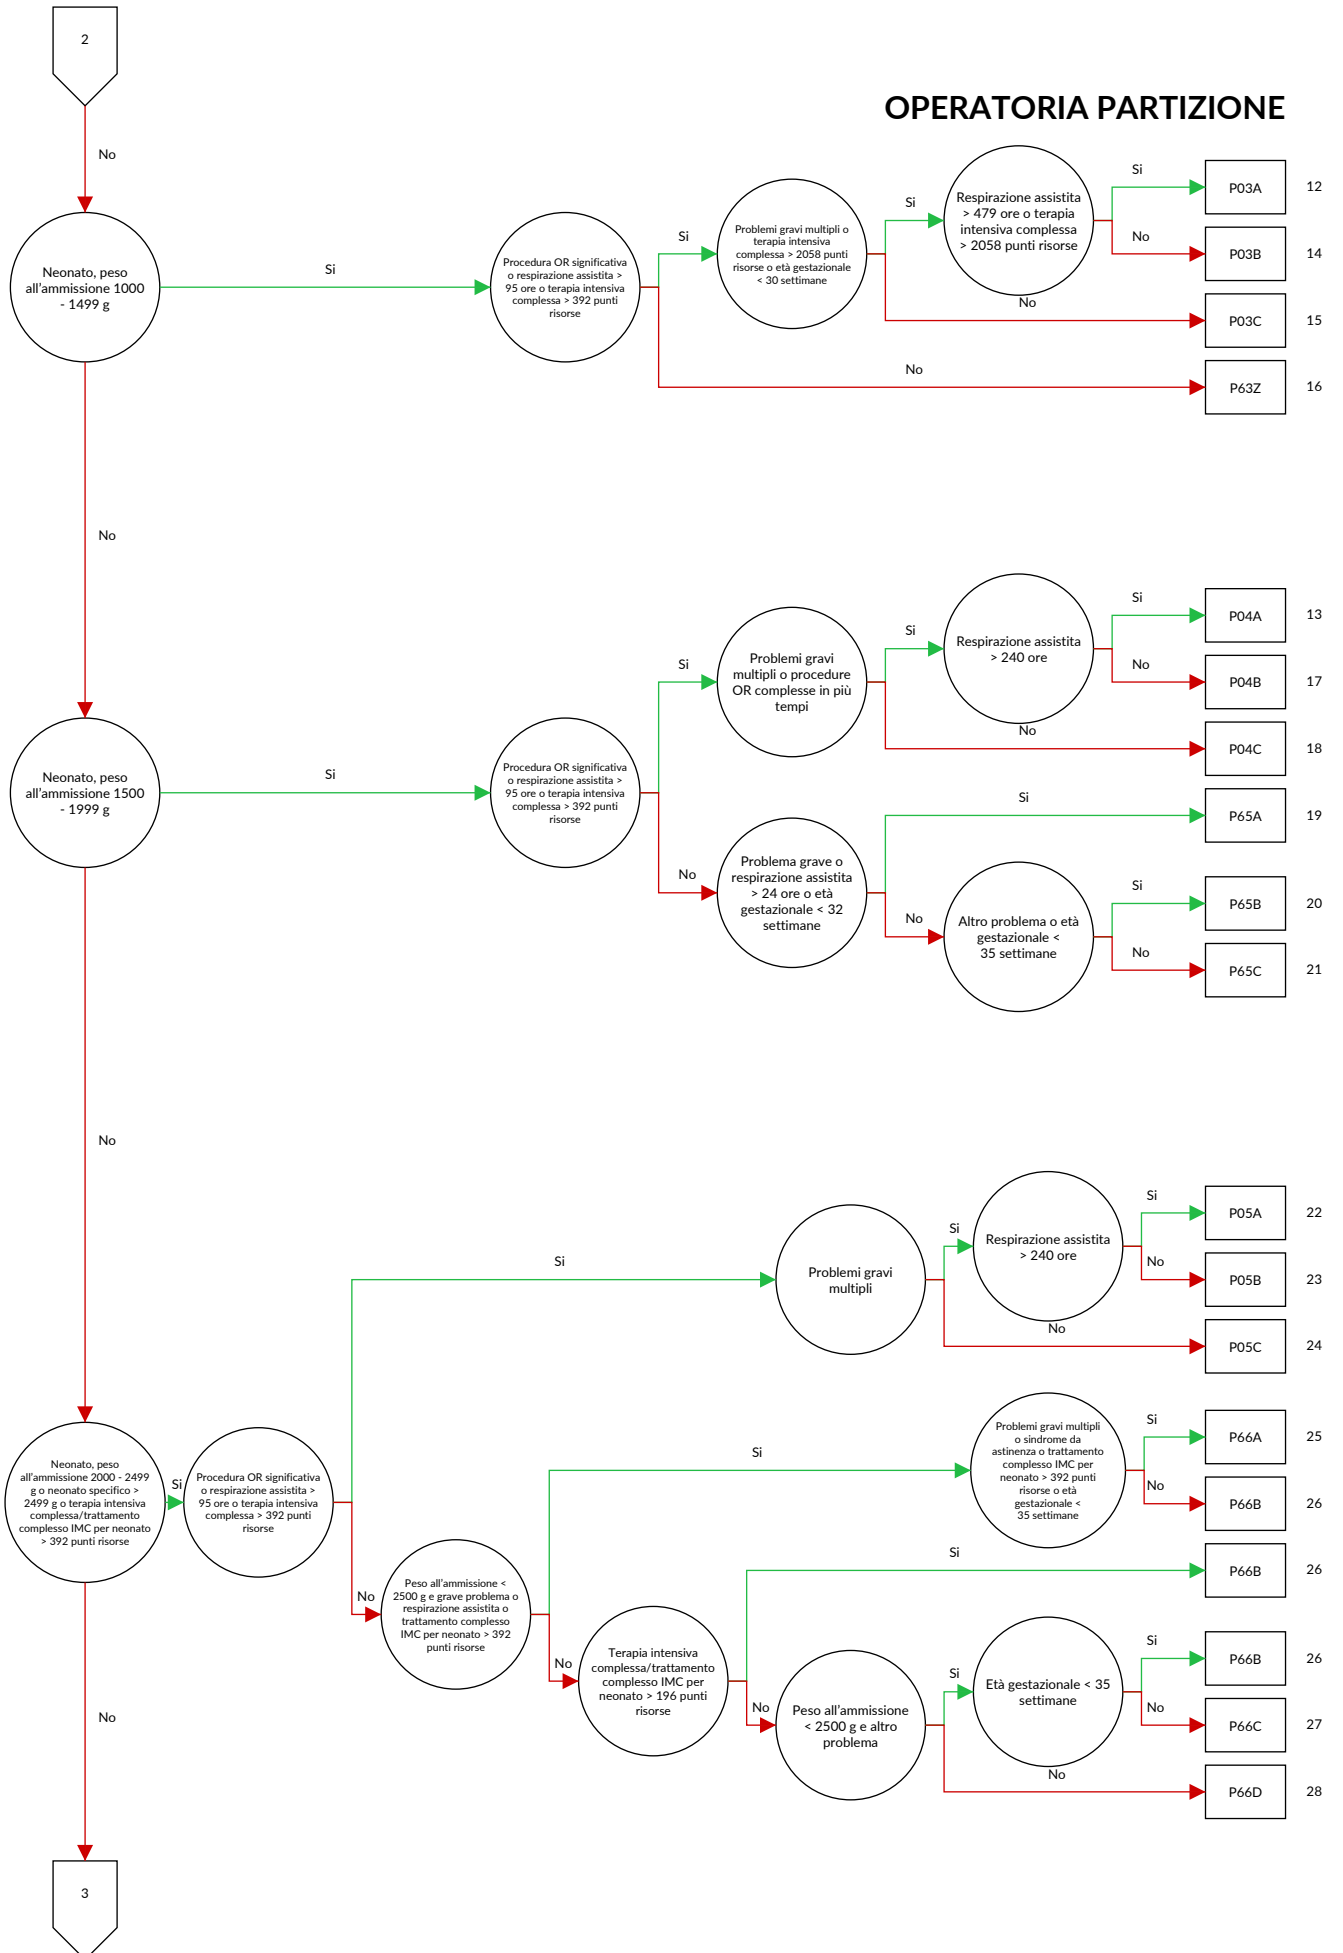 2
OPERATORIA PARTIZIONE
No
Neonato, peso
all'ammissione 1000
- 1499 g
Si
Procedura OR significativa
o respirazione assistita >
95 ore o terapia intensiva
complessa > 392 punti
risorse
Si
Problemi gravi multipli o
terapia intensiva
complessa > 2058 punti
risorse o età gestazionale
< 30 settimane
Si
Respirazione assistita
> 479 ore o terapia
intensiva complessa
> 2058 punti risorse
Si
P03A
12
No
P03B
14
No
P03C
15
No
P63Z
16
No
Neonato, peso
all'ammissione 1500
- 1999 g
Si
Procedura OR significativa
o respirazione assistita >
95 ore o terapia intensiva
complessa > 392 punti
risorse
Si
Problemi gravi
multipli o procedure
OR complesse in più
tempi
Si
Respirazione assistita
> 240 ore
Si
P04A
13
No
P04B
17
No
P04C
18
No
Problema grave o
respirazione assistita
> 24 ore o età
gestazionale < 32
settimane
Si
P65A
19
No
Altro problema o età
gestazionale <
35 settimane
Si
P65B
20
No
P65C
21
No
Neonato, peso
all'ammissione 2000 - 2499
g o neonato specifico >
2499 g o terapia intensiva
complessa/trattamento
complesso IMC per neonato
> 392 punti risorse
Si
Procedura OR significativa
o respirazione assistita >
95 ore o terapia intensiva
complessa > 392 punti
risorse
Si
Problemi gravi
multipli
Si
Respirazione assistita
> 240 ore
Si
P05A
22
No
P05B
23
No
P05C
24
No
Peso all'ammissione <
2500 g e grave problema o
respirazione assistita o
trattamento complesso
IMC per neonato > 392
punti risorse
Si
Problemi gravi multipli
o sindrome da
astinenza o trattamento
complesso IMC per
neonato > 392 punti
risorse o età
gestazionale <
35 settimane
Si
P66A
25
No
P66B
26
No
Terapia intensiva
complessa/trattamento
complesso IMC per
neonato > 196 punti
risorse
Si
P66B
26
No
Peso all'ammissione
< 2500 g e altro
problema
Si
Età gestazionale < 35
settimane
Si
P66B
26
No
P66C
27
No
P66D
28
No
3